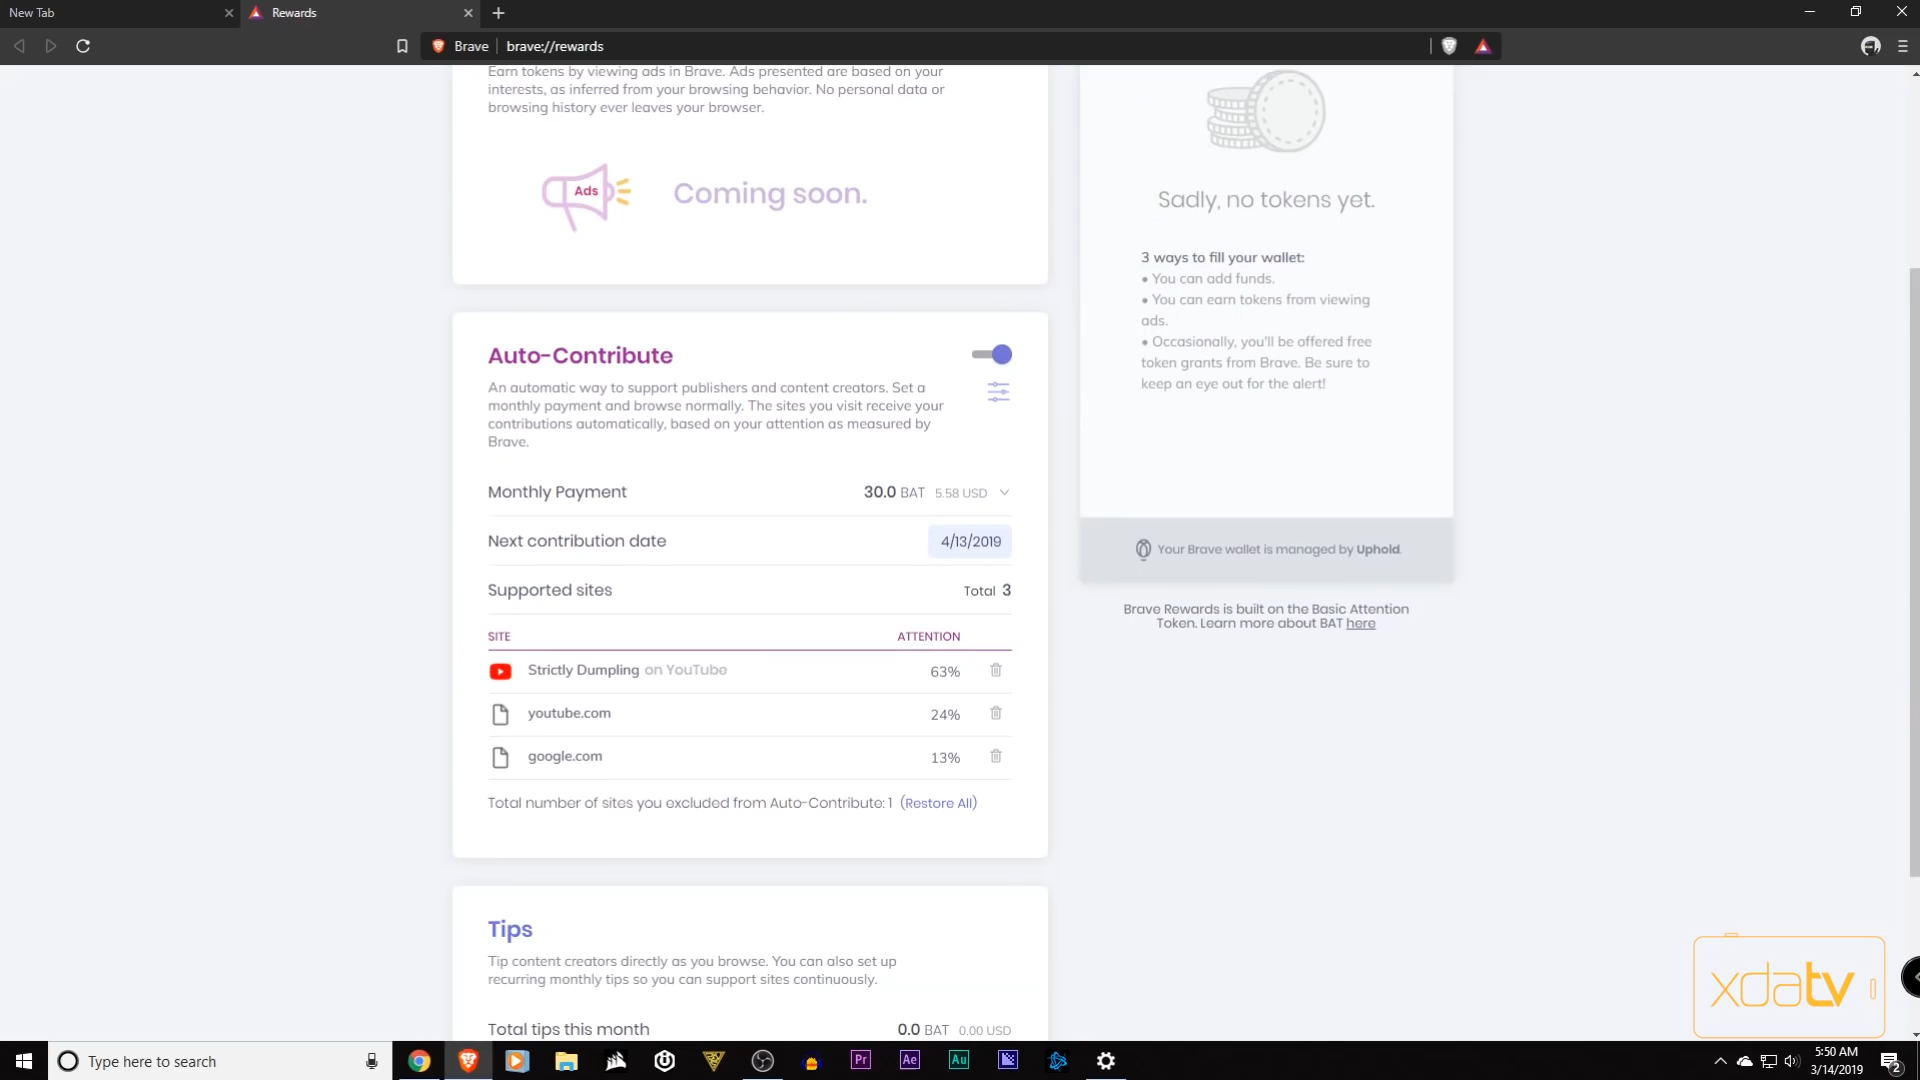 New Tab
Rewards
Brave
brave://rewards
Earn tokens by viewing ads in Brave. Ads presented are based on your
interests, as inferred from your browsing behavior. No personal data or
browsing history ever leaves your browser.
Ads
Coming soon.
Sadly, no tokens yet.
3 ways to fill your wallet:
• You can add funds.
• You can earn tokens from viewing
ads.
• Occasionally, you'll be offered free
token grants from Brave. Be sure to
keep an eye out for the alert!
Your Brave wallet is managed by Uphold.
Brave Rewards is built on the Basic Attention
Token. Learn more about BAT here
Auto-Contribute
An automatic way to support publishers and content creators. Set a
monthly payment and browse normally. The sites you visit receive your
contributions automatically, based on your attention as measured by
Brave.
Monthly Payment 30.0 BAT 5.58 USD
Next contribution date 4/13/2019
Supported sites Total 3
SITE ATTENTION
Strictly Dumpling on YouTube 63%
youtube.com 24%
google.com 13%
Total number of sites you excluded from Auto-Contribute: 1 (Restore All)
Tips
Tip content creators directly as you browse. You can also set up
recurring monthly tips so you can support sites continuously.
Total tips this month 0.0 BAT 0.00 USD
xdatv
Type here to search
Pr
Ae
Au
5:50 AM
3/14/2019
2